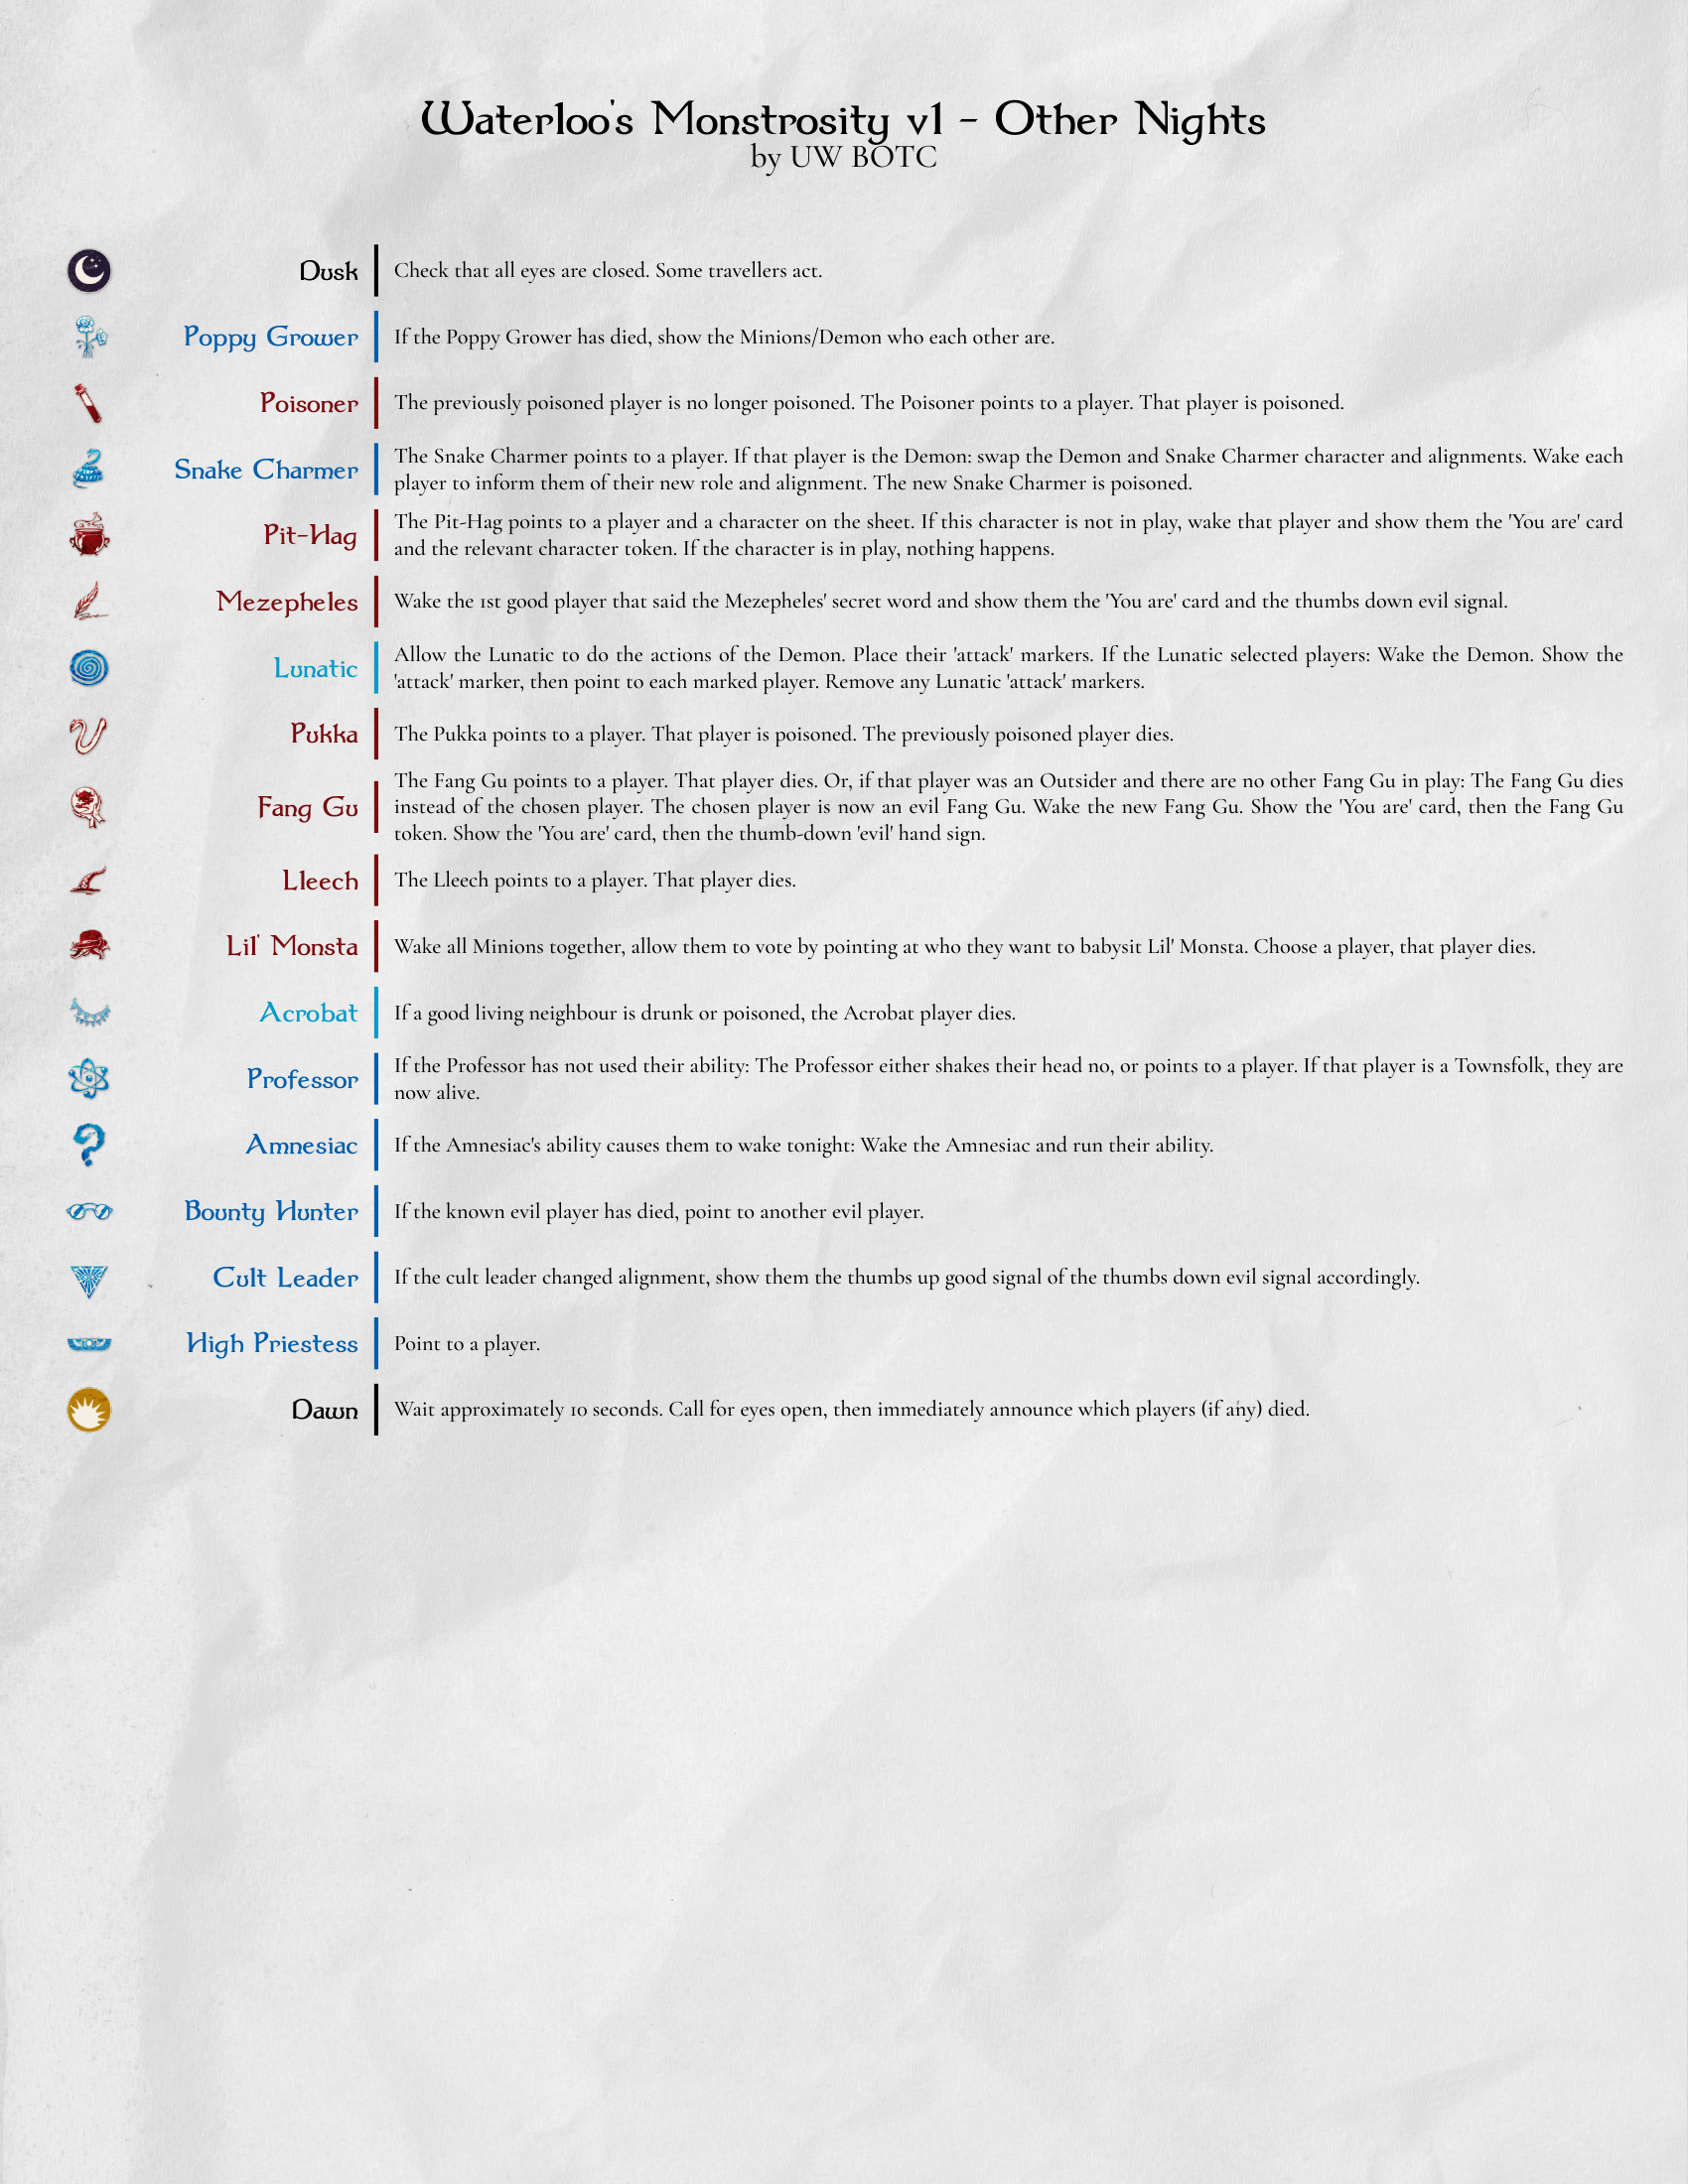 Waterloo's Monstrosity v1 - Other Nights
by UW BOTC
Dusk
Check that all eyes are closed. Some travellers act.
Poppy Grower
If the Poppy Grower has died, show the Minions/Demon who each other are.
Poisoner
The previously poisoned player is no longer poisoned. The Poisoner points to a player. That player is poisoned.
Snake Charmer
The Snake Charmer points to a player. If that player is the Demon: swap the Demon and Snake Charmer character and alignments. Wake each
player to inform them of their new role and alignment. The new Snake Charmer is poisoned.
Pit-Hag
The Pit-Hag points to a player and a character on the sheet. If this character is not in play, wake that player and show them the 'You are' card
and the relevant character token. If the character is in play, nothing happens.
Mezepheles
Wake the 1st good player that said the Mezepheles' secret word and show them the 'You are' card and the thumbs down evil signal.
Lunatic
Allow the Lunatic to do the actions of the Demon. Place their 'attack' markers. If the Lunatic selected players: Wake the Demon. Show the
'attack' marker, then point to each marked player. Remove any Lunatic 'attack' markers.
Pukka
The Pukka points to a player. That player is poisoned. The previously poisoned player dies.
Fang Gu
The Fang Gu points to a player. That player dies. Or, if that player was an Outsider and there are no other Fang Gu in play: The Fang Gu dies
instead of the chosen player. The chosen player is now an evil Fang Gu. Wake the new Fang Gu. Show the 'You are' card, then the Fang Gu
token. Show the 'You are' card, then the thumb-down 'evil' hand sign.
Lleech
The Lleech points to a player. That player dies.
Lil' Monsta
Wake all Minions together, allow them to vote by pointing at who they want to babysit Lil' Monsta. Choose a player, that player dies.
Acrobat
If a good living neighbour is drunk or poisoned, the Acrobat player dies.
Professor
If the Professor has not used their ability: The Professor either shakes their head no, or points to a player. If that player is a Townsfolk, they are
now alive.
Amnesiac
If the Amnesiac's ability causes them to wake tonight: Wake the Amnesiac and run their ability.
Bounty Hunter
If the known evil player has died, point to another evil player.
Cult Leader
If the cult leader changed alignment, show them the thumbs up good signal of the thumbs down evil signal accordingly.
High Priestess
Point to a player.
Dawn
Wait approximately 10 seconds. Call for eyes open, then immediately announce which players (if any) died.